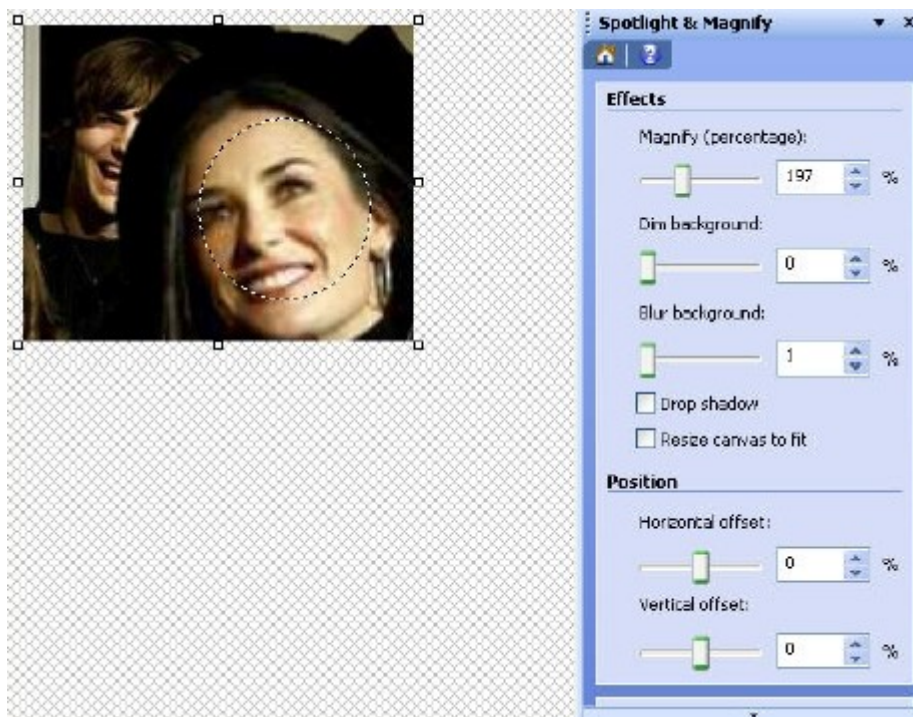 Spotlight & Magnify
Effects
Magnify (percentage):
197 %
Dim background:
0 %
Blur background:
1 %
Drop shadow
Resize canvas to fit
Position
Horizontal offset:
0 %
Vertical offset:
0 %